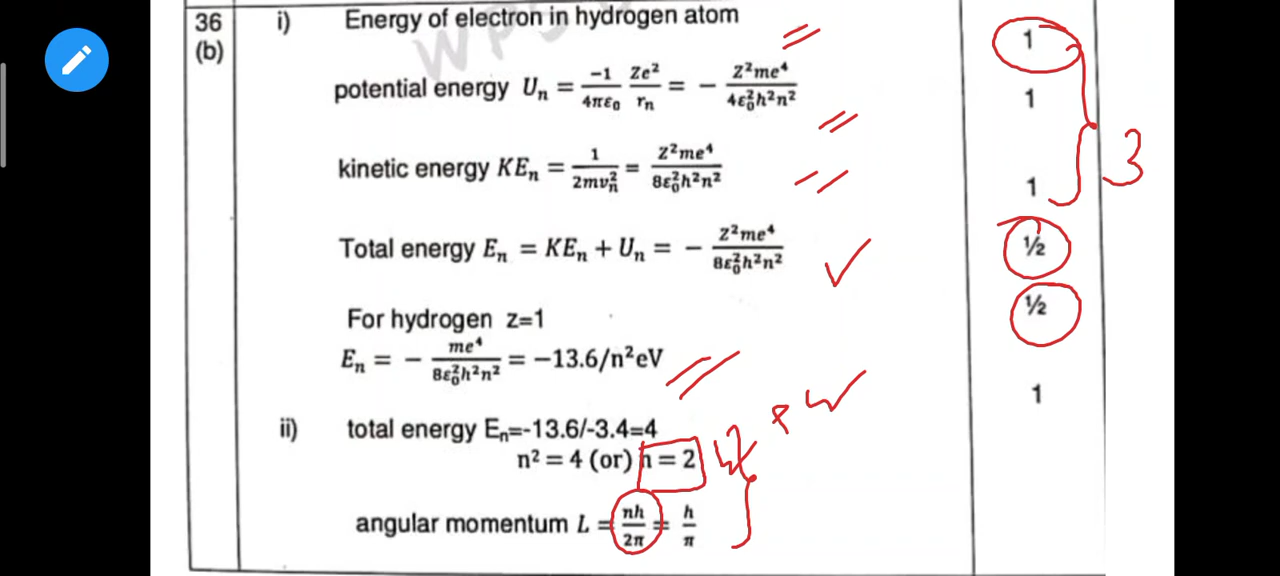 36 i) Energy of electron in hydrogen atom 1
(b)
potential energy Uₙ = −1/4πε₀ Ze²/rₙ = − Z²me⁴/4ε₀²h²n² 1
kinetic energy KEₙ = 1/2mvₙ² = Z²me⁴/8ε₀²h²n² 1
3
Total energy Eₙ = KEₙ + Uₙ = − Z²me⁴/8ε₀²h²n² ½
For hydrogen z=1 ½
Eₙ = − me⁴/8ε₀²h²n² = −13.6/n²eV
1
ii) total energy Eₙ=-13.6/-3.4=4
n² = 4 (or) n = 2
angular momentum L = nh/2π = h/π